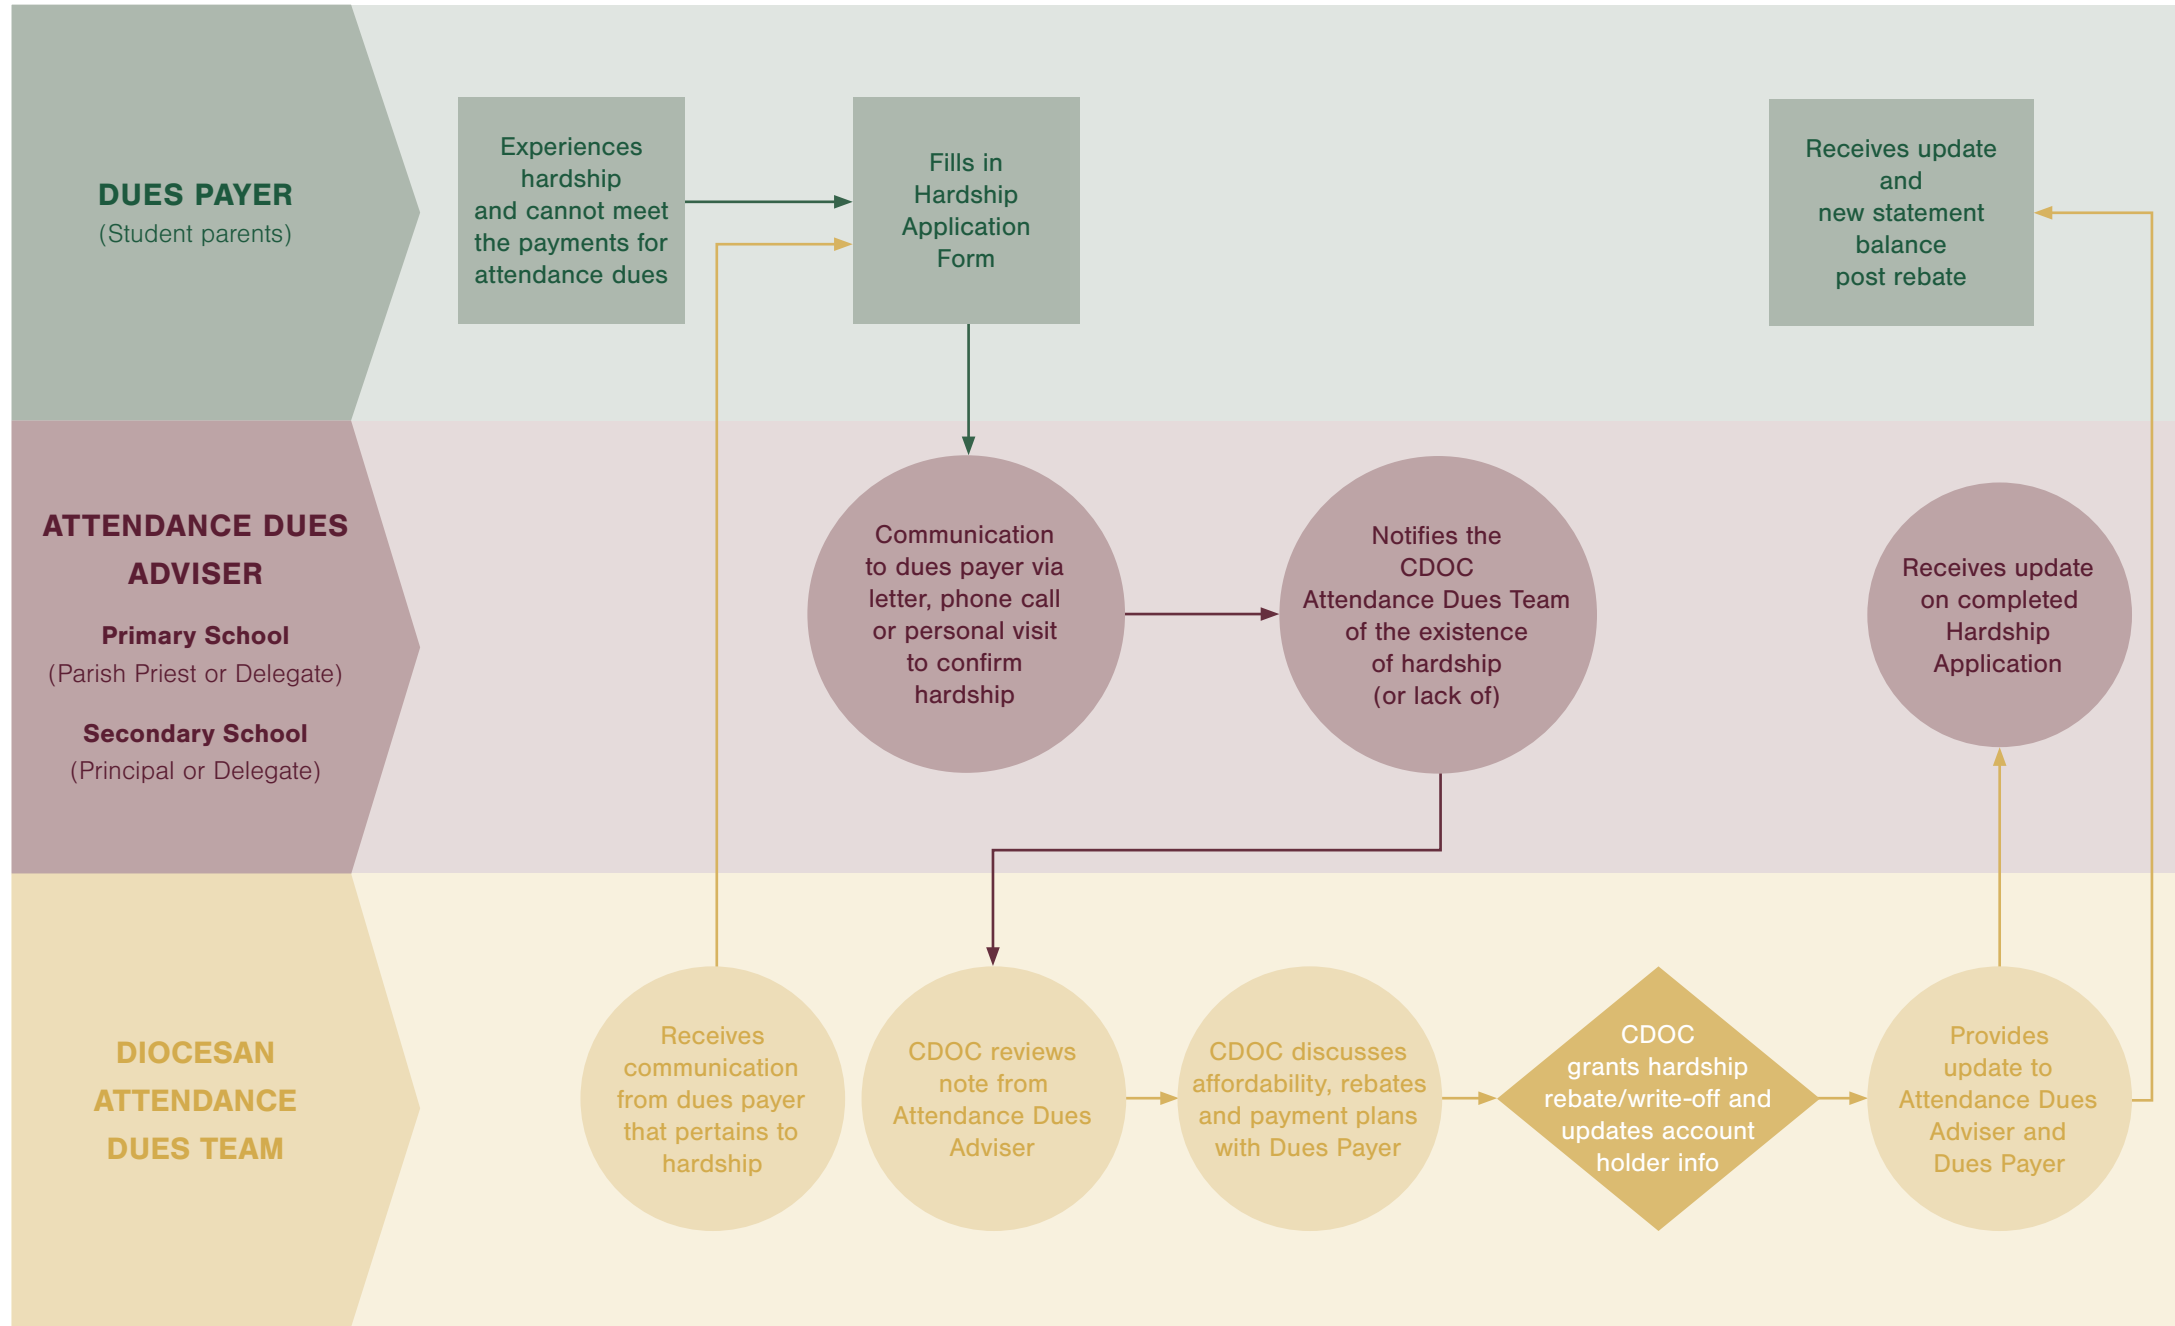 DUES PAYER
(Student parents)
Experiences
hardship
and cannot meet
the payments for
attendance dues
Fills in
Hardship
Application
Form
Receives update
and
new statement
balance
post rebate
ATTENDANCE DUES
ADVISER
Primary School
(Parish Priest or Delegate)
Secondary School
(Principal or Delegate)
Communication
to dues payer via
letter, phone call
or personal visit
to confirm
hardship
Notifies the
CDOC
Attendance Dues Team
of the existence
of hardship
(or lack of)
Receives update
on completed
Hardship
Application
DIOCESAN
ATTENDANCE
DUES TEAM
Receives
communication
from dues payer
that pertains to
hardship
CDOC reviews
note from
Attendance Dues
Adviser
CDOC discusses
affordability, rebates
and payment plans
with Dues Payer
CDOC
grants hardship
rebate/write-off and
updates account
holder info
Provides
update to
Attendance Dues
Adviser and
Dues Payer